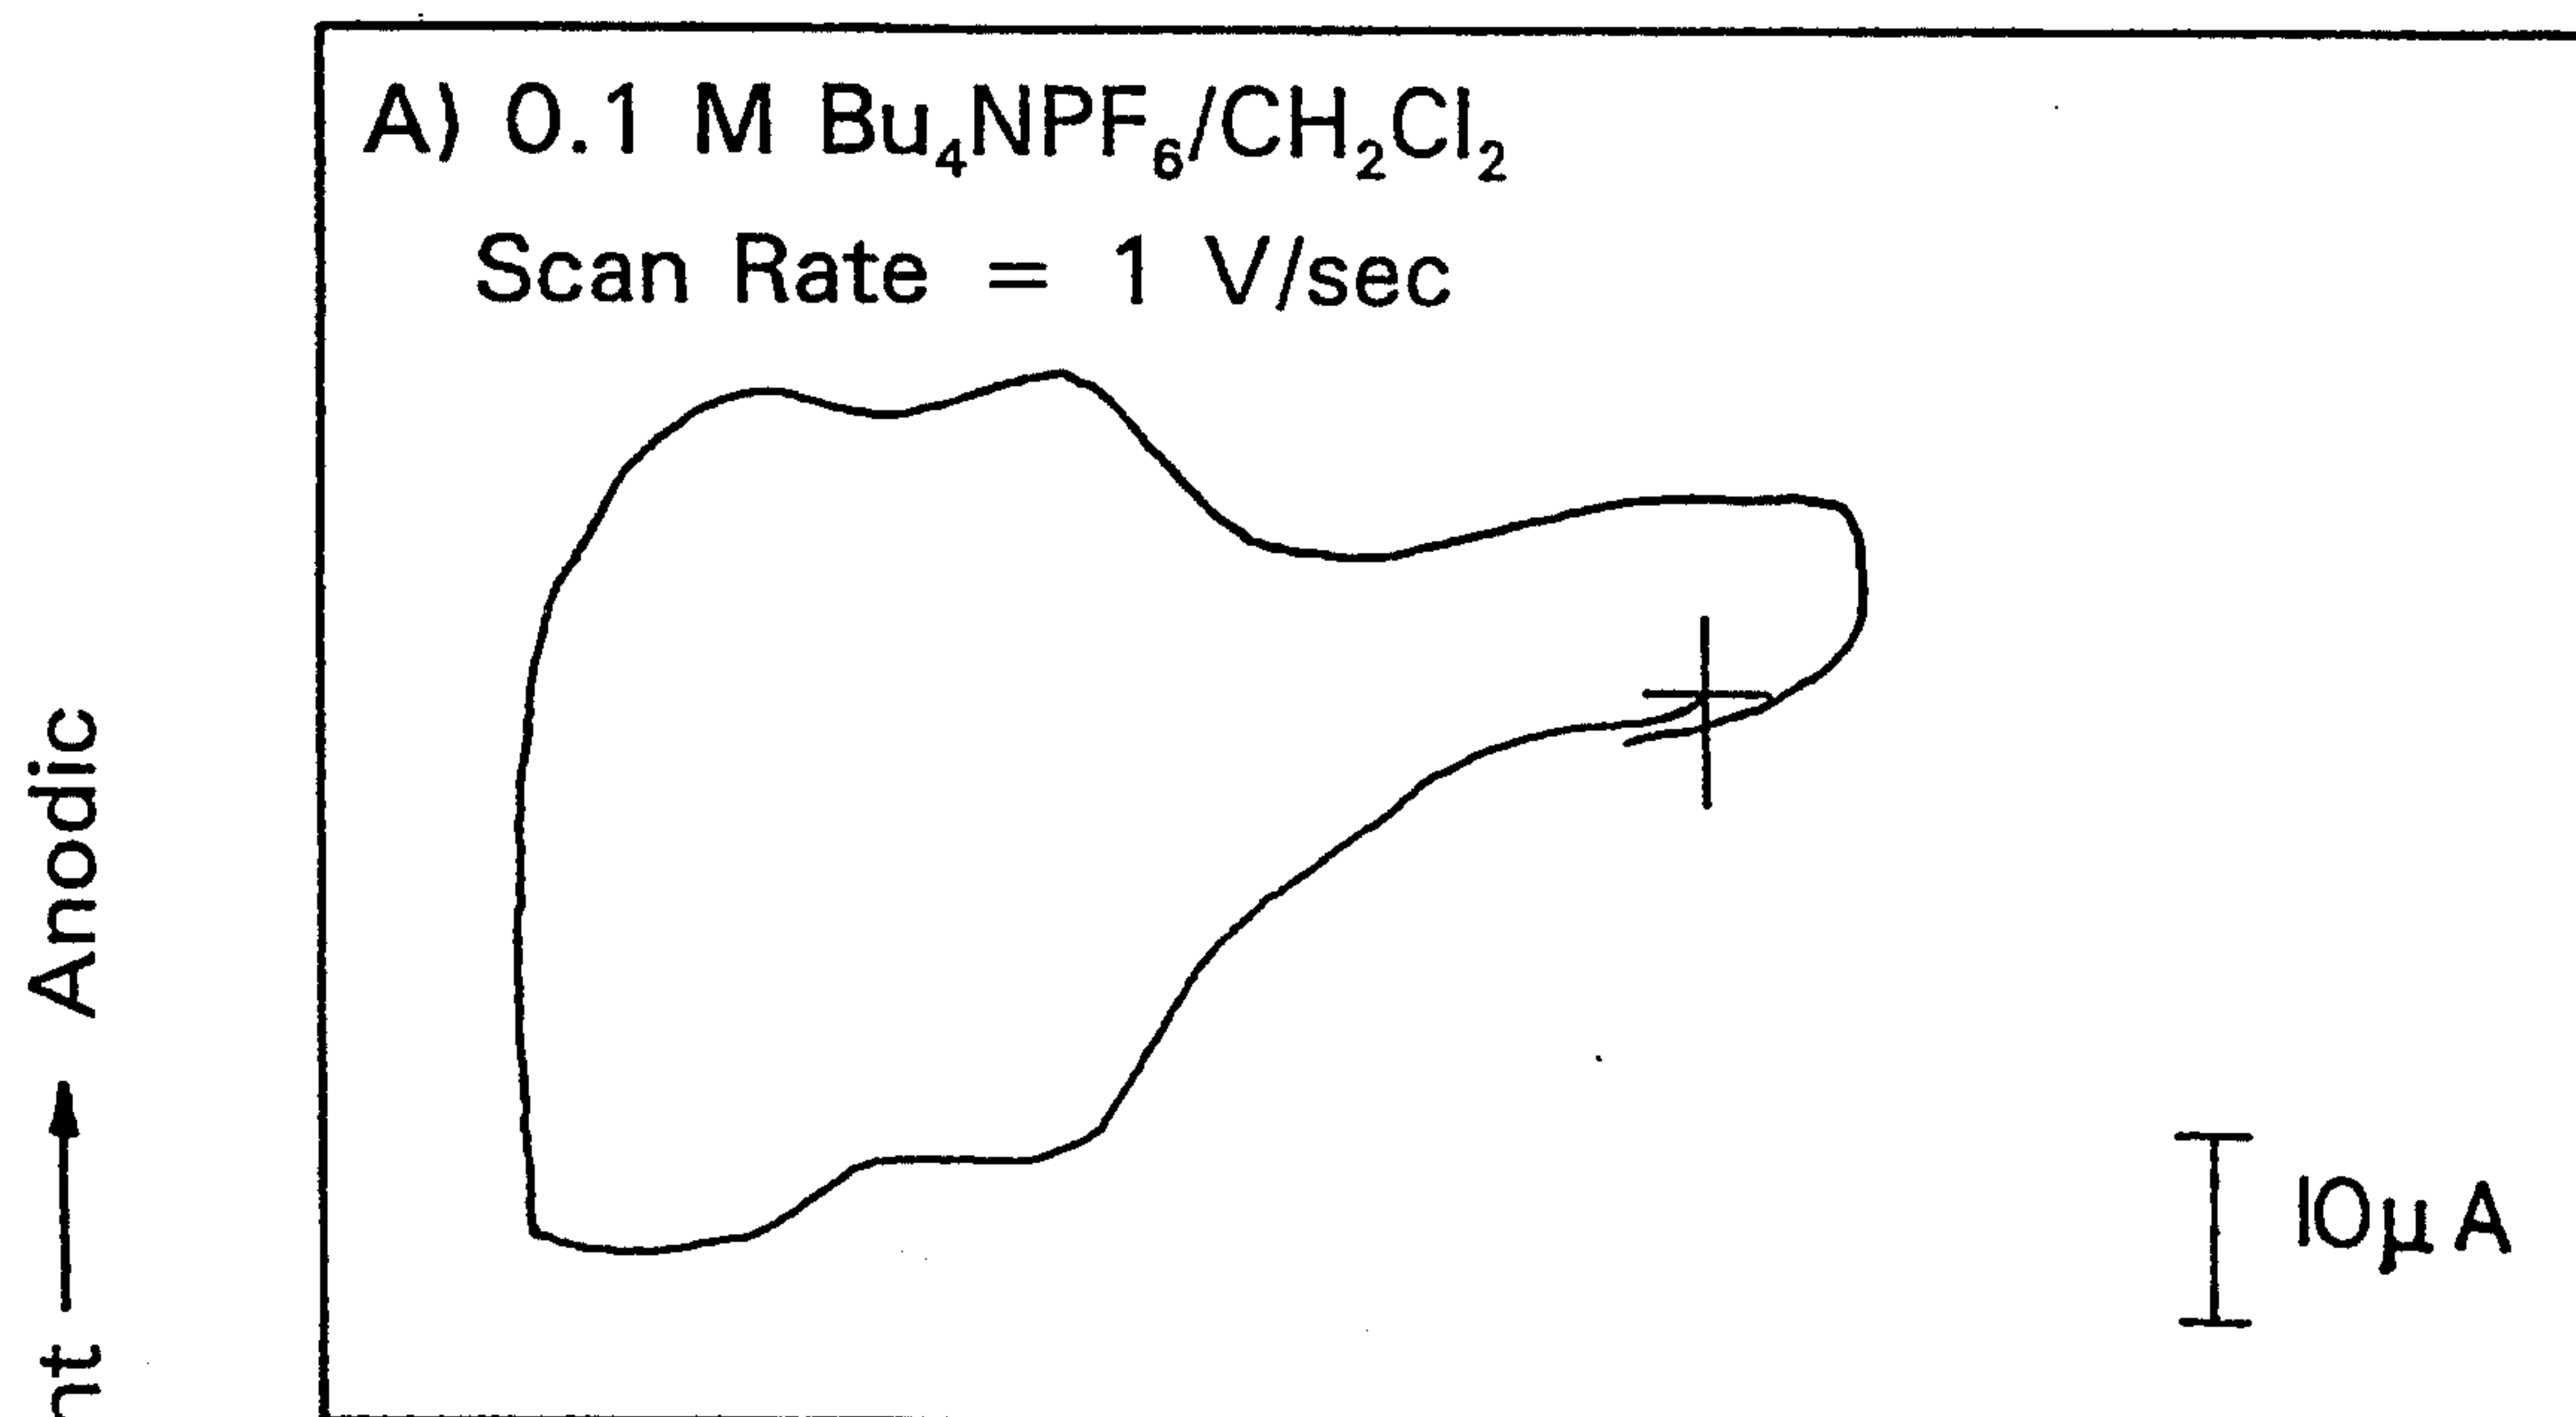 A) 0.1 M Bu₄NPF₆/CH₂Cl₂
Scan Rate = 1 V/sec
Anodic
10μA